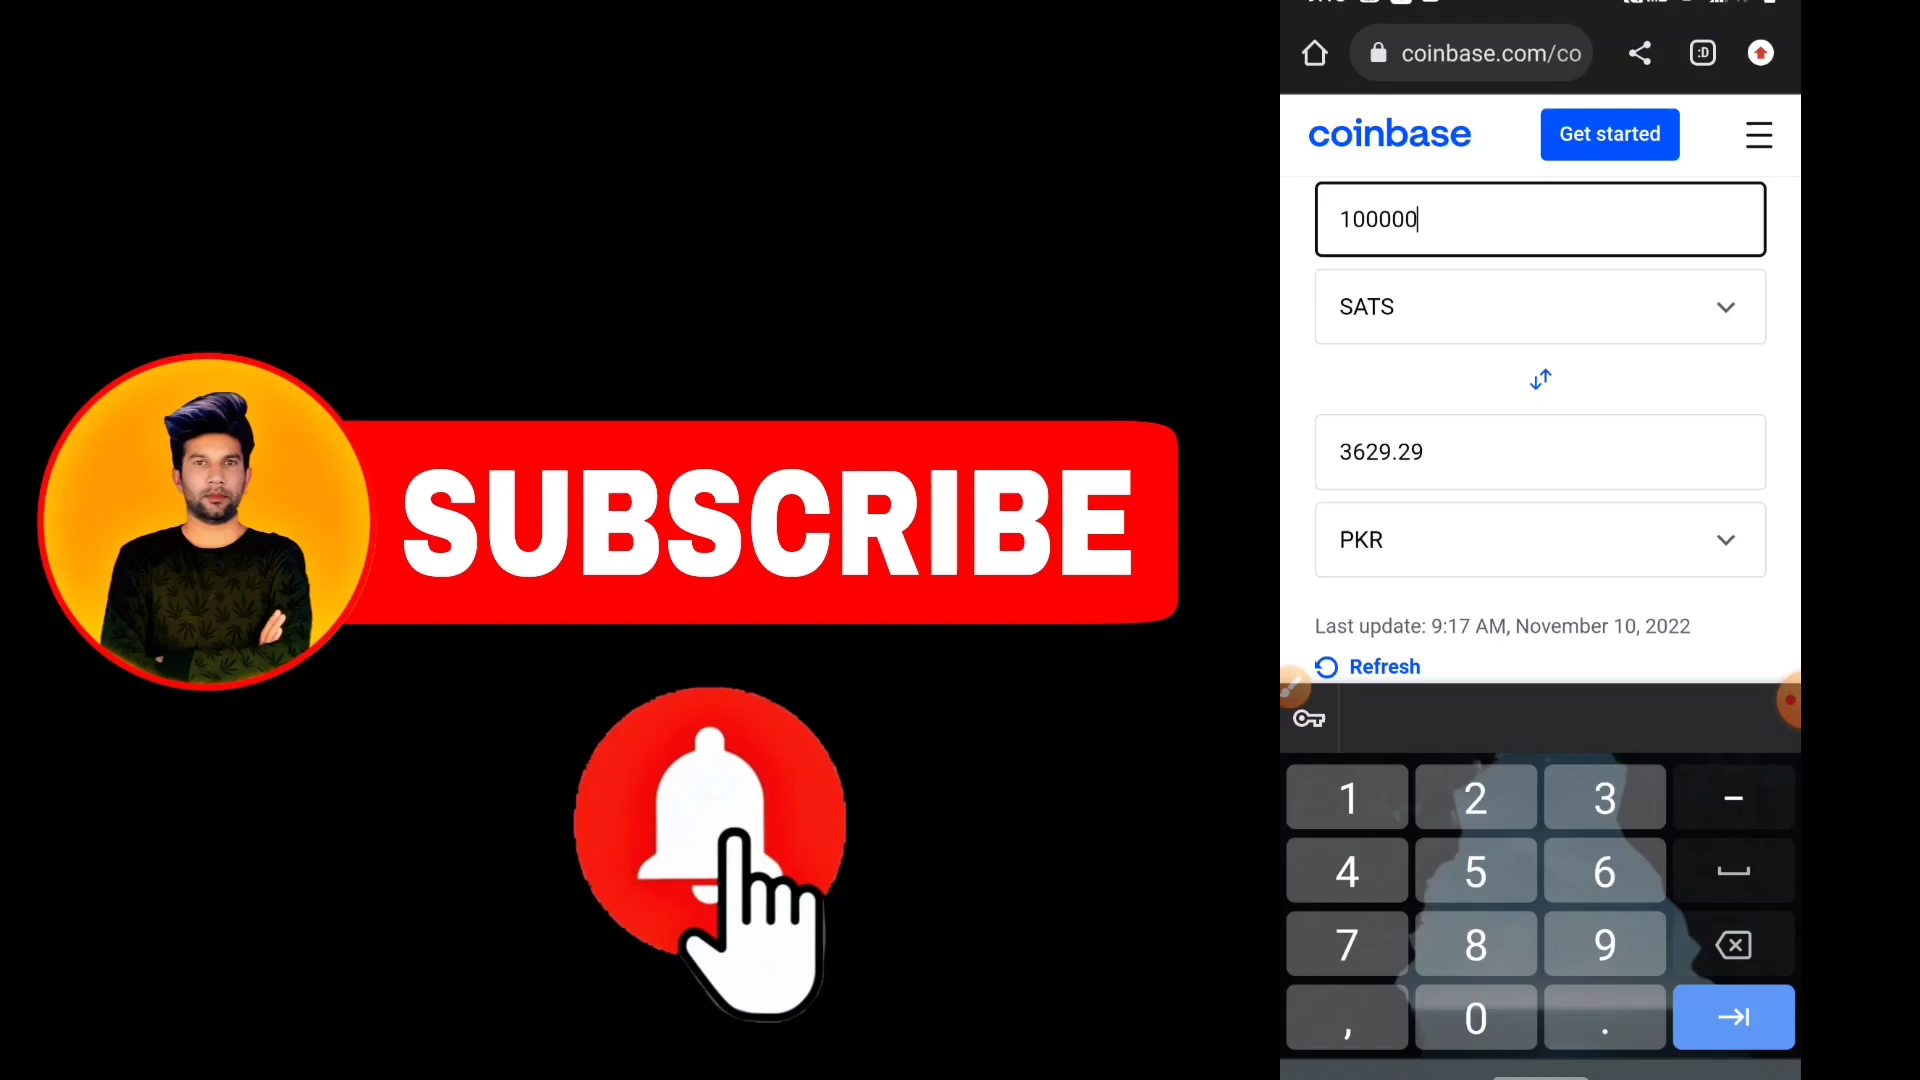 SUBSCRIBE
coinbase.com/co
:D
coinbase
Get started
100000
SATS
3629.29
PKR
Last update: 9:17 AM, November 10, 2022
Refresh
1 2 3 –
4 5 6
7 8 9
, 0 .